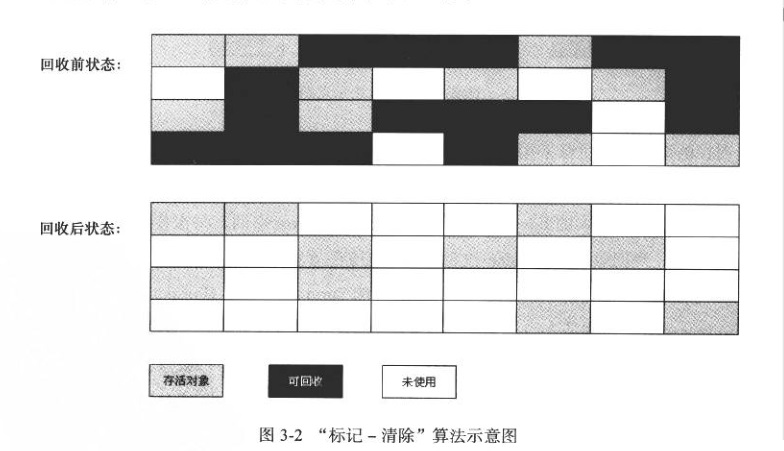 回收前状态：
回收后状态：
存活对象
可回收
未使用
图 3-2 “标记 – 清除”算法示意图